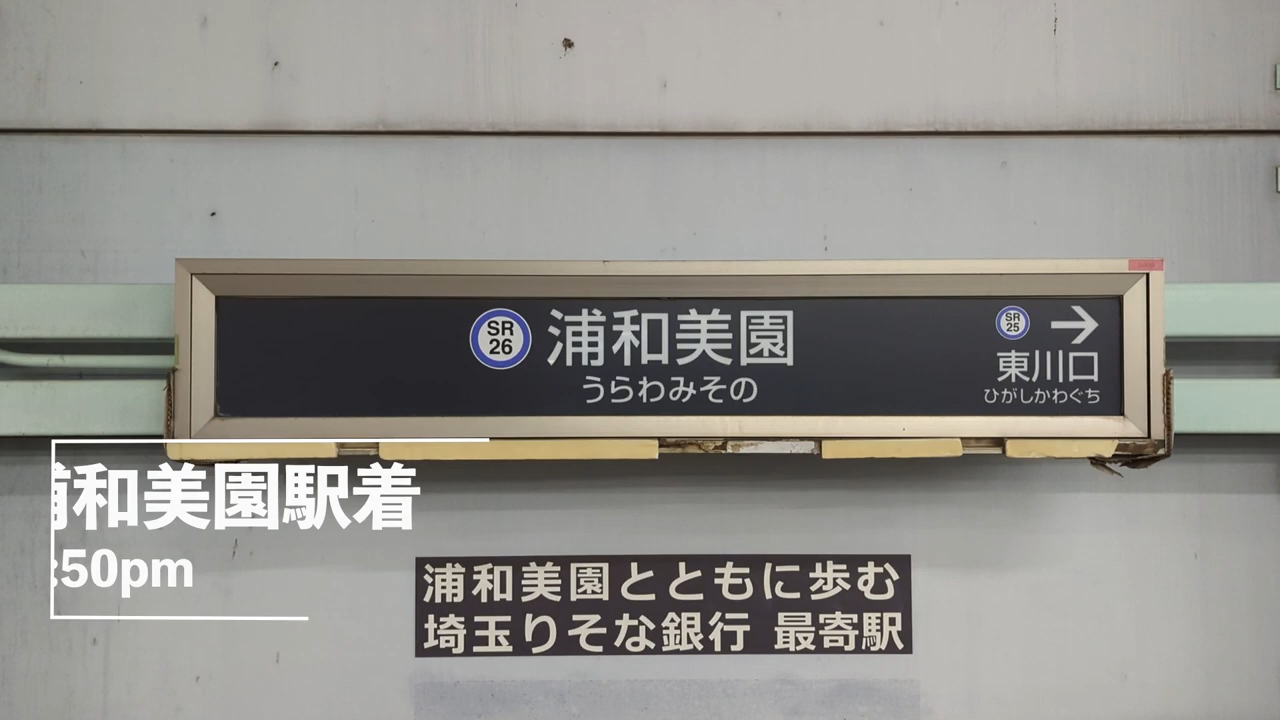 SR
26
浦和美園
うらわみその
SR
25
→
東川口
ひがしかわぐち
浦和美園駅着
:50pm
浦和美園とともに歩む
埼玉りそな銀行 最寄駅